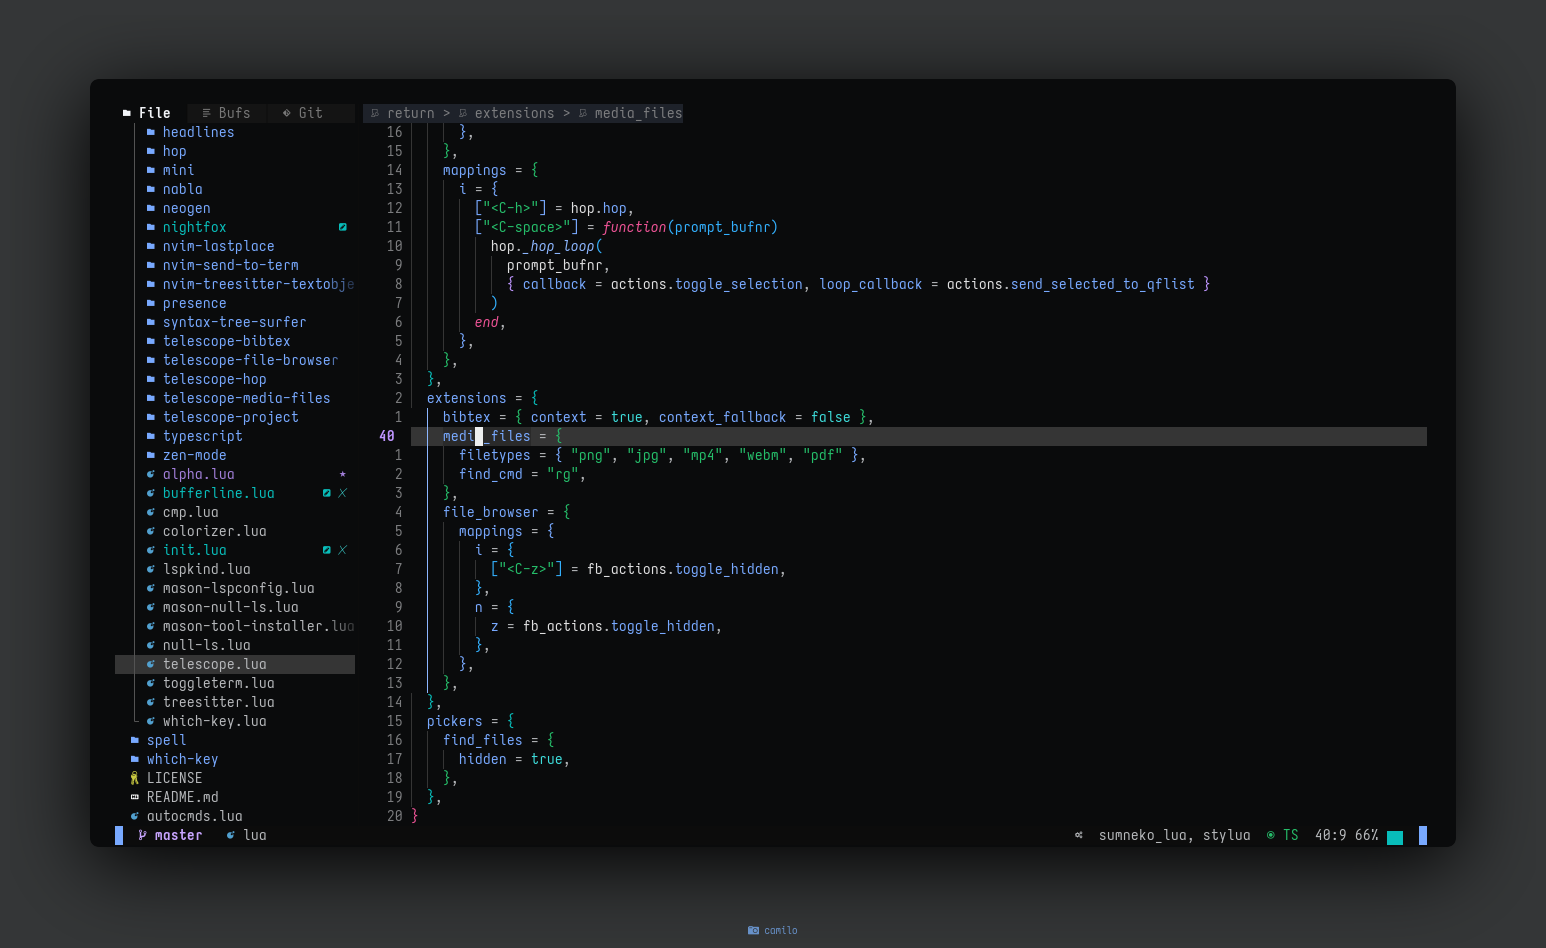 File Bufs Git
headlines
hop
mini
nabla
neogen
nightfox
nvim-lastplace
nvim-send-to-term
nvim-treesitter-textobje
presence
syntax-tree-surfer
telescope-bibtex
telescope-file-browser
telescope-hop
telescope-media-files
telescope-project
typescript
zen-mode
alpha.lua
bufferline.lua
cmp.lua
colorizer.lua
init.lua
lspkind.lua
mason-lspconfig.lua
mason-null-ls.lua
mason-tool-installer.lua
null-ls.lua
telescope.lua
toggleterm.lua
treesitter.lua
which-key.lua
spell
which-key
LICENSE
README.md
autocmds.lua
return > extensions > media_files
16 },
15 },
14 mappings = {
13 i = {
12 ["<C-h>"] = hop.hop,
11 ["<C-space>"] = function(prompt_bufnr)
10 hop._hop_loop(
9 prompt_bufnr,
8 { callback = actions.toggle_selection, loop_callback = actions.send_selected_to_qflist }
7 )
6 end,
5 },
4 },
3 },
2 extensions = {
1 bibtex = { context = true, context_fallback = false },
40 medi_files = {
1 filetypes = { "png", "jpg", "mp4", "webm", "pdf" },
2 find_cmd = "rg",
3 },
4 file_browser = {
5 mappings = {
6 i = {
7 ["<C-z>"] = fb_actions.toggle_hidden,
8 },
9 n = {
10 z = fb_actions.toggle_hidden,
11 },
12 },
13 },
14 },
15 pickers = {
16 find_files = {
17 hidden = true,
18 },
19 },
20 }
master lua sumneko_lua, stylua TS 40:9 66%
camilo